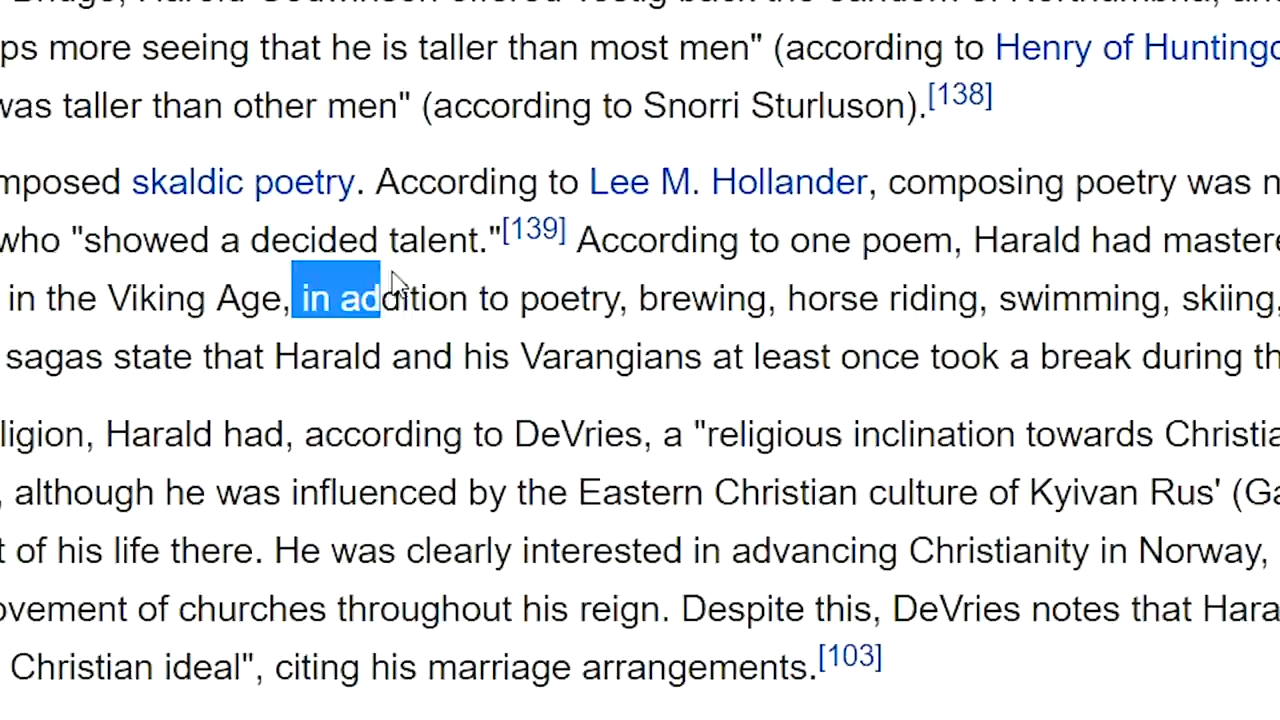 ps more seeing that he is taller than most men" (according to Henry of Huntingd
was taller than other men" (according to Snorri Sturluson).[138]
mposed skaldic poetry. According to Lee M. Hollander, composing poetry was n
who "showed a decided talent."[139] According to one poem, Harald had mastere
in the Viking Age, in addition to poetry, brewing, horse riding, swimming, skiing,
sagas state that Harald and his Varangians at least once took a break during th
ligion, Harald had, according to DeVries, a "religious inclination towards Christia
, although he was influenced by the Eastern Christian culture of Kyivan Rus' (Ga
t of his life there. He was clearly interested in advancing Christianity in Norway,
ovement of churches throughout his reign. Despite this, DeVries notes that Hara
Christian ideal", citing his marriage arrangements.[103]